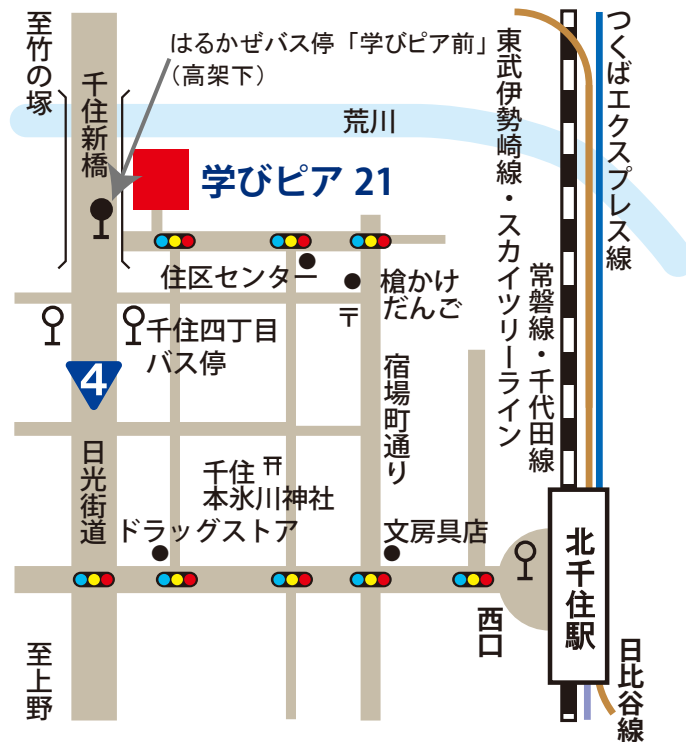 至竹の塚
はるかぜバス停「学びピア前」
（高架下）
千住新橋
荒川
東武伊勢崎線・スカイツリーライン
つくばエクスプレス線
学びピア 21
常磐線・千代田線
住区センター
槍かけ
だんご
〒
千住四丁目
バス停
4
宿場町通り
日光街道
千住
本氷川神社
ドラッグストア
文房具店
北千住駅
西口
至上野
日比谷線